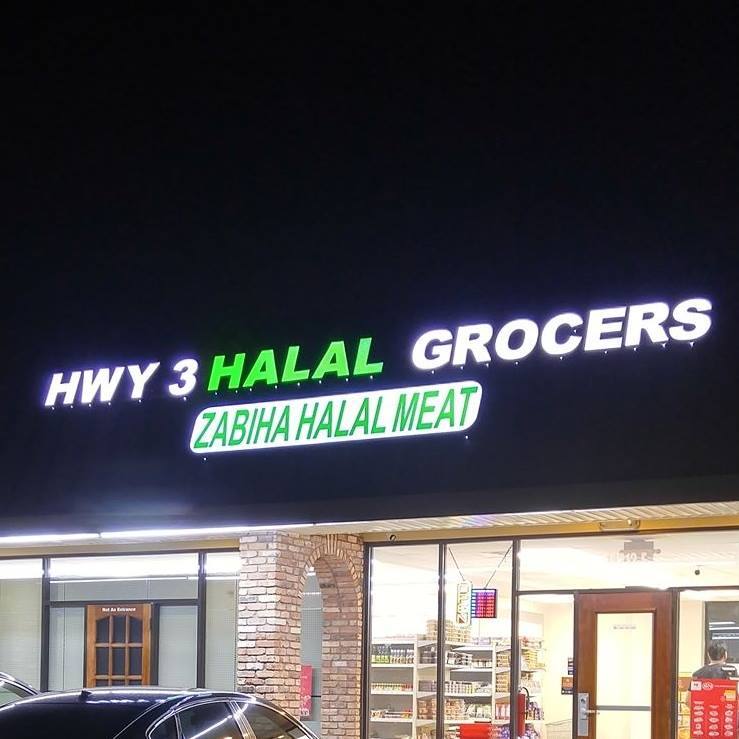 HWY 3 HALAL GROCERS
ZABIHA HALAL MEAT
Not An Entrance